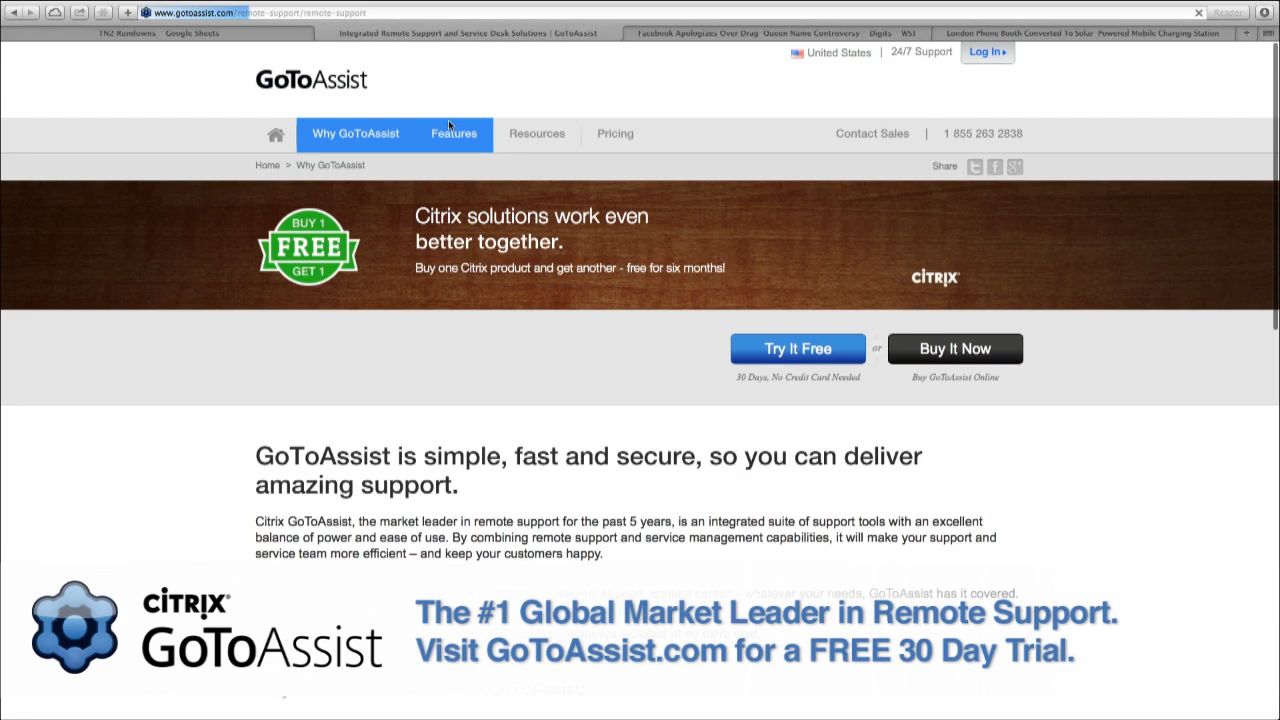 www.gotoassist.com/remote-support/remote-support
Reader
TN2 Rundowns Google Sheets
Integrated Remote Support and Service Desk Solutions | GoToAssist
Facebook Apologizes Over Drag Queen Name Controversy Digits WSJ
London Phone Booth Converted To Solar Powered Mobile Charging Station
United States | 24/7 Support
Log In
GoToAssist
Why GoToAssist
Features
Resources
Pricing
Contact Sales | 1 855 263 2838
Home > Why GoToAssist
Share
BUY 1
FREE
GET 1
Citrix solutions work even
better together.
Buy one Citrix product and get another - free for six months!
CITRIX
Try It Free
or
Buy It Now
30 Days, No Credit Card Needed
Buy GoToAssist Online
GoToAssist is simple, fast and secure, so you can deliver
amazing support.
Citrix GoToAssist, the market leader in remote support for the past 5 years, is an integrated suite of support tools with an excellent
balance of power and ease of use. By combining remote support and service management capabilities, it will make your support and
service team more efficient – and keep your customers happy.
whatever your needs, GoToAssist has it covered.
CITRIX®
GoToAssist
The #1 Global Market Leader in Remote Support.
Visit GoToAssist.com for a FREE 30 Day Trial.